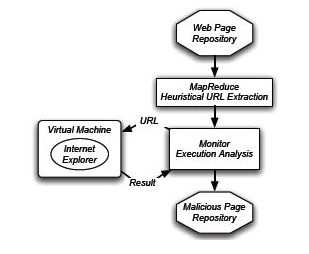 Web Page
Repository
MapReduce
Heuristical URL Extraction
URL
Virtual Machine
Internet
Explorer
Monitor
Execution Analysis
Result
Malicious Page
Repository